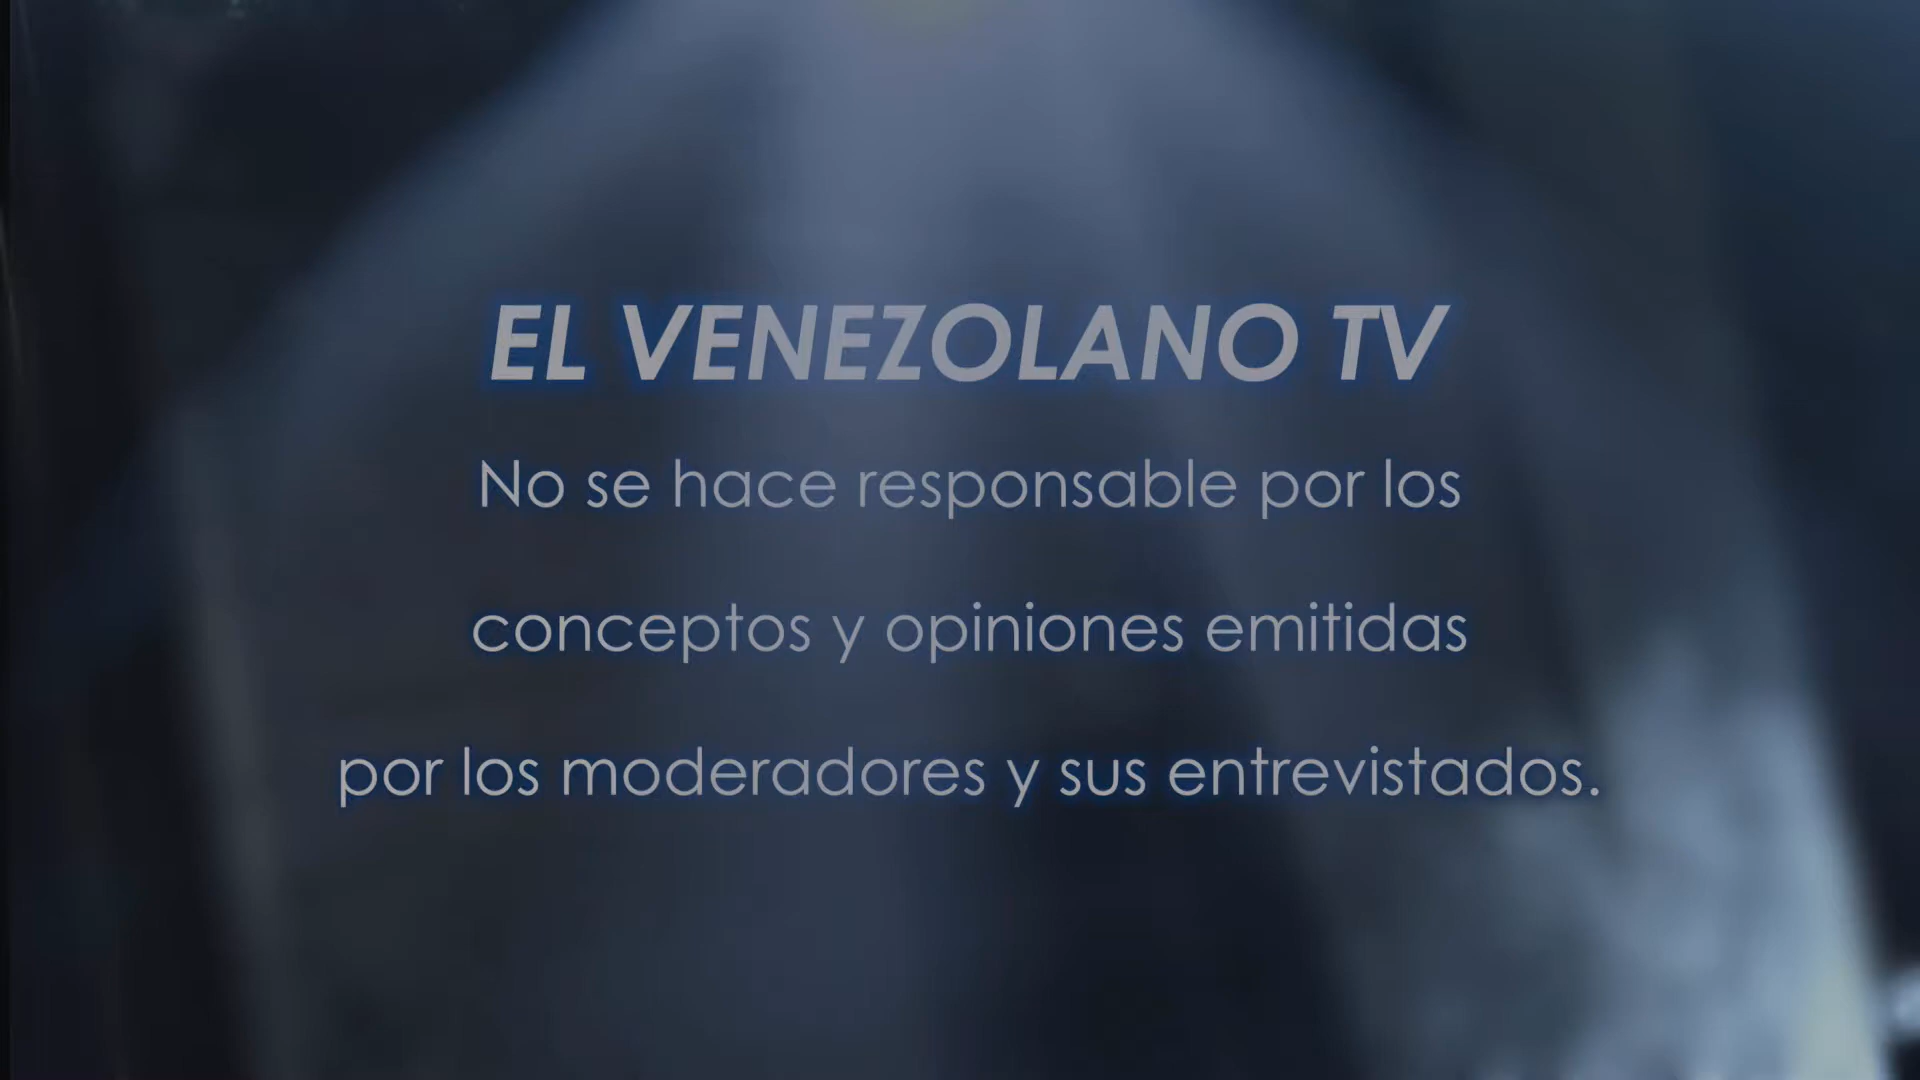 EL VENEZOLANO TV
No se hace responsable por los
conceptos y opiniones emitidas
por los moderadores y sus entrevistados.